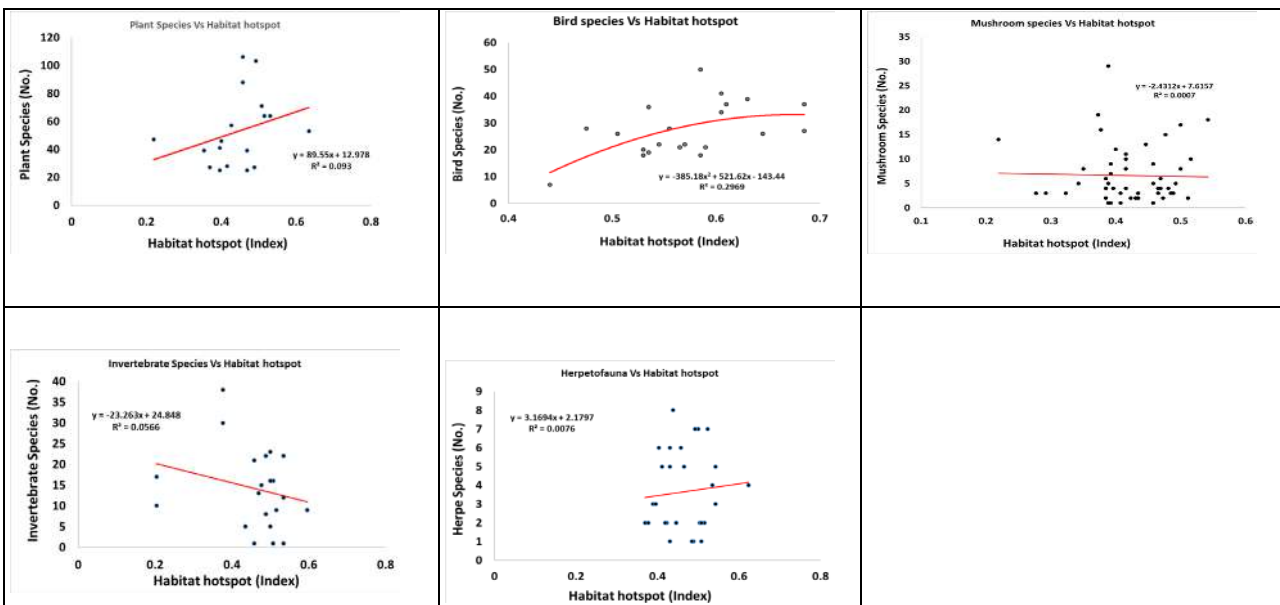 Plant Species Vs Habitat hotspot
120
100
80
60
40
20
0
0
0.2
0.4
0.6
0.8
Plant Species (No.)
Habitat hotspot (Index)
y = 89.55x + 12.978
R² = 0.093
Bird species Vs Habitat hotspot
60
50
40
30
20
10
0
0.4
0.5
0.6
0.7
Bird Species (No.)
Habitat hotspot (Index)
y = -385.18x² + 521.62x - 143.44
R² = 0.2969
Mushroom species Vs Habitat hotspot
35
30
25
20
15
10
5
0
0.1
0.2
0.3
0.4
0.5
0.6
Mushroom Species (No.)
Habitat hotspot (Index)
y = -2.4312x + 7.6157
R² = 0.0007
Invertebrate Species Vs Habitat hotspot
40
35
30
25
20
15
10
5
0
0
0.2
0.4
0.6
0.8
Invertebrate Species (No.)
Habitat hotspot (Index)
y = -23.263x + 24.848
R² = 0.0566
Herpetofauna Vs Habitat hotspot
9
8
7
6
5
4
3
2
1
0
0
0.2
0.4
0.6
0.8
Herpe Species (No.)
Habitat hotspot (Index)
y = 3.1694x + 2.1797
R² = 0.0076